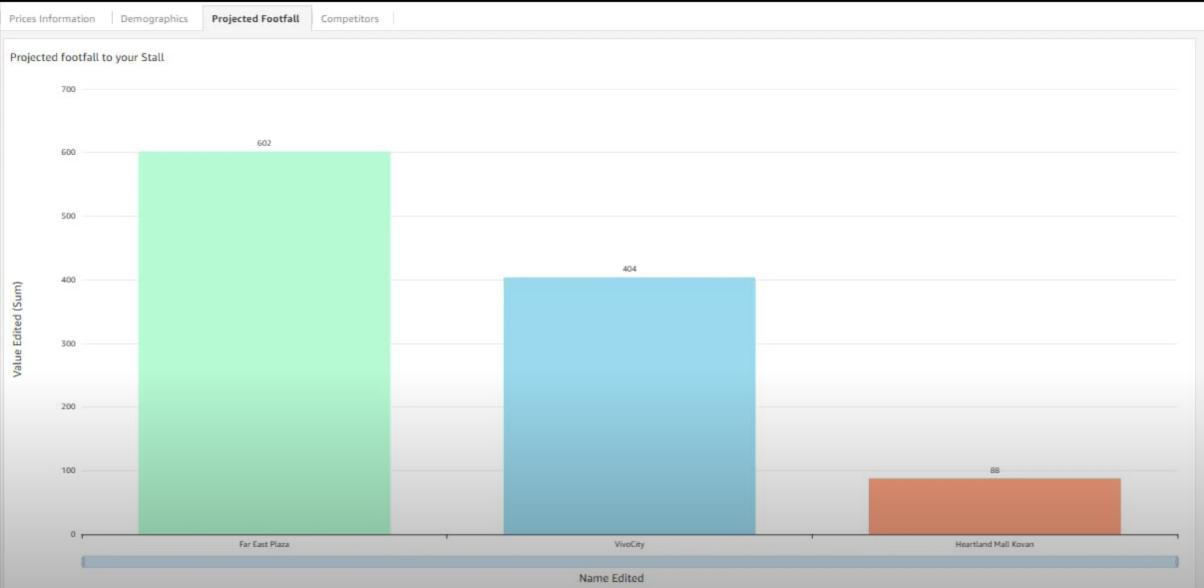 Prices Information
Demographics
Projected Footfall
Competitors
Projected footfall to your Stall
Value Edited (Sum)
700
600
500
400
300
200
100
0
602
404
88
Far East Plaza
VivoCity
Heartland Mall Kovan
Name Edited